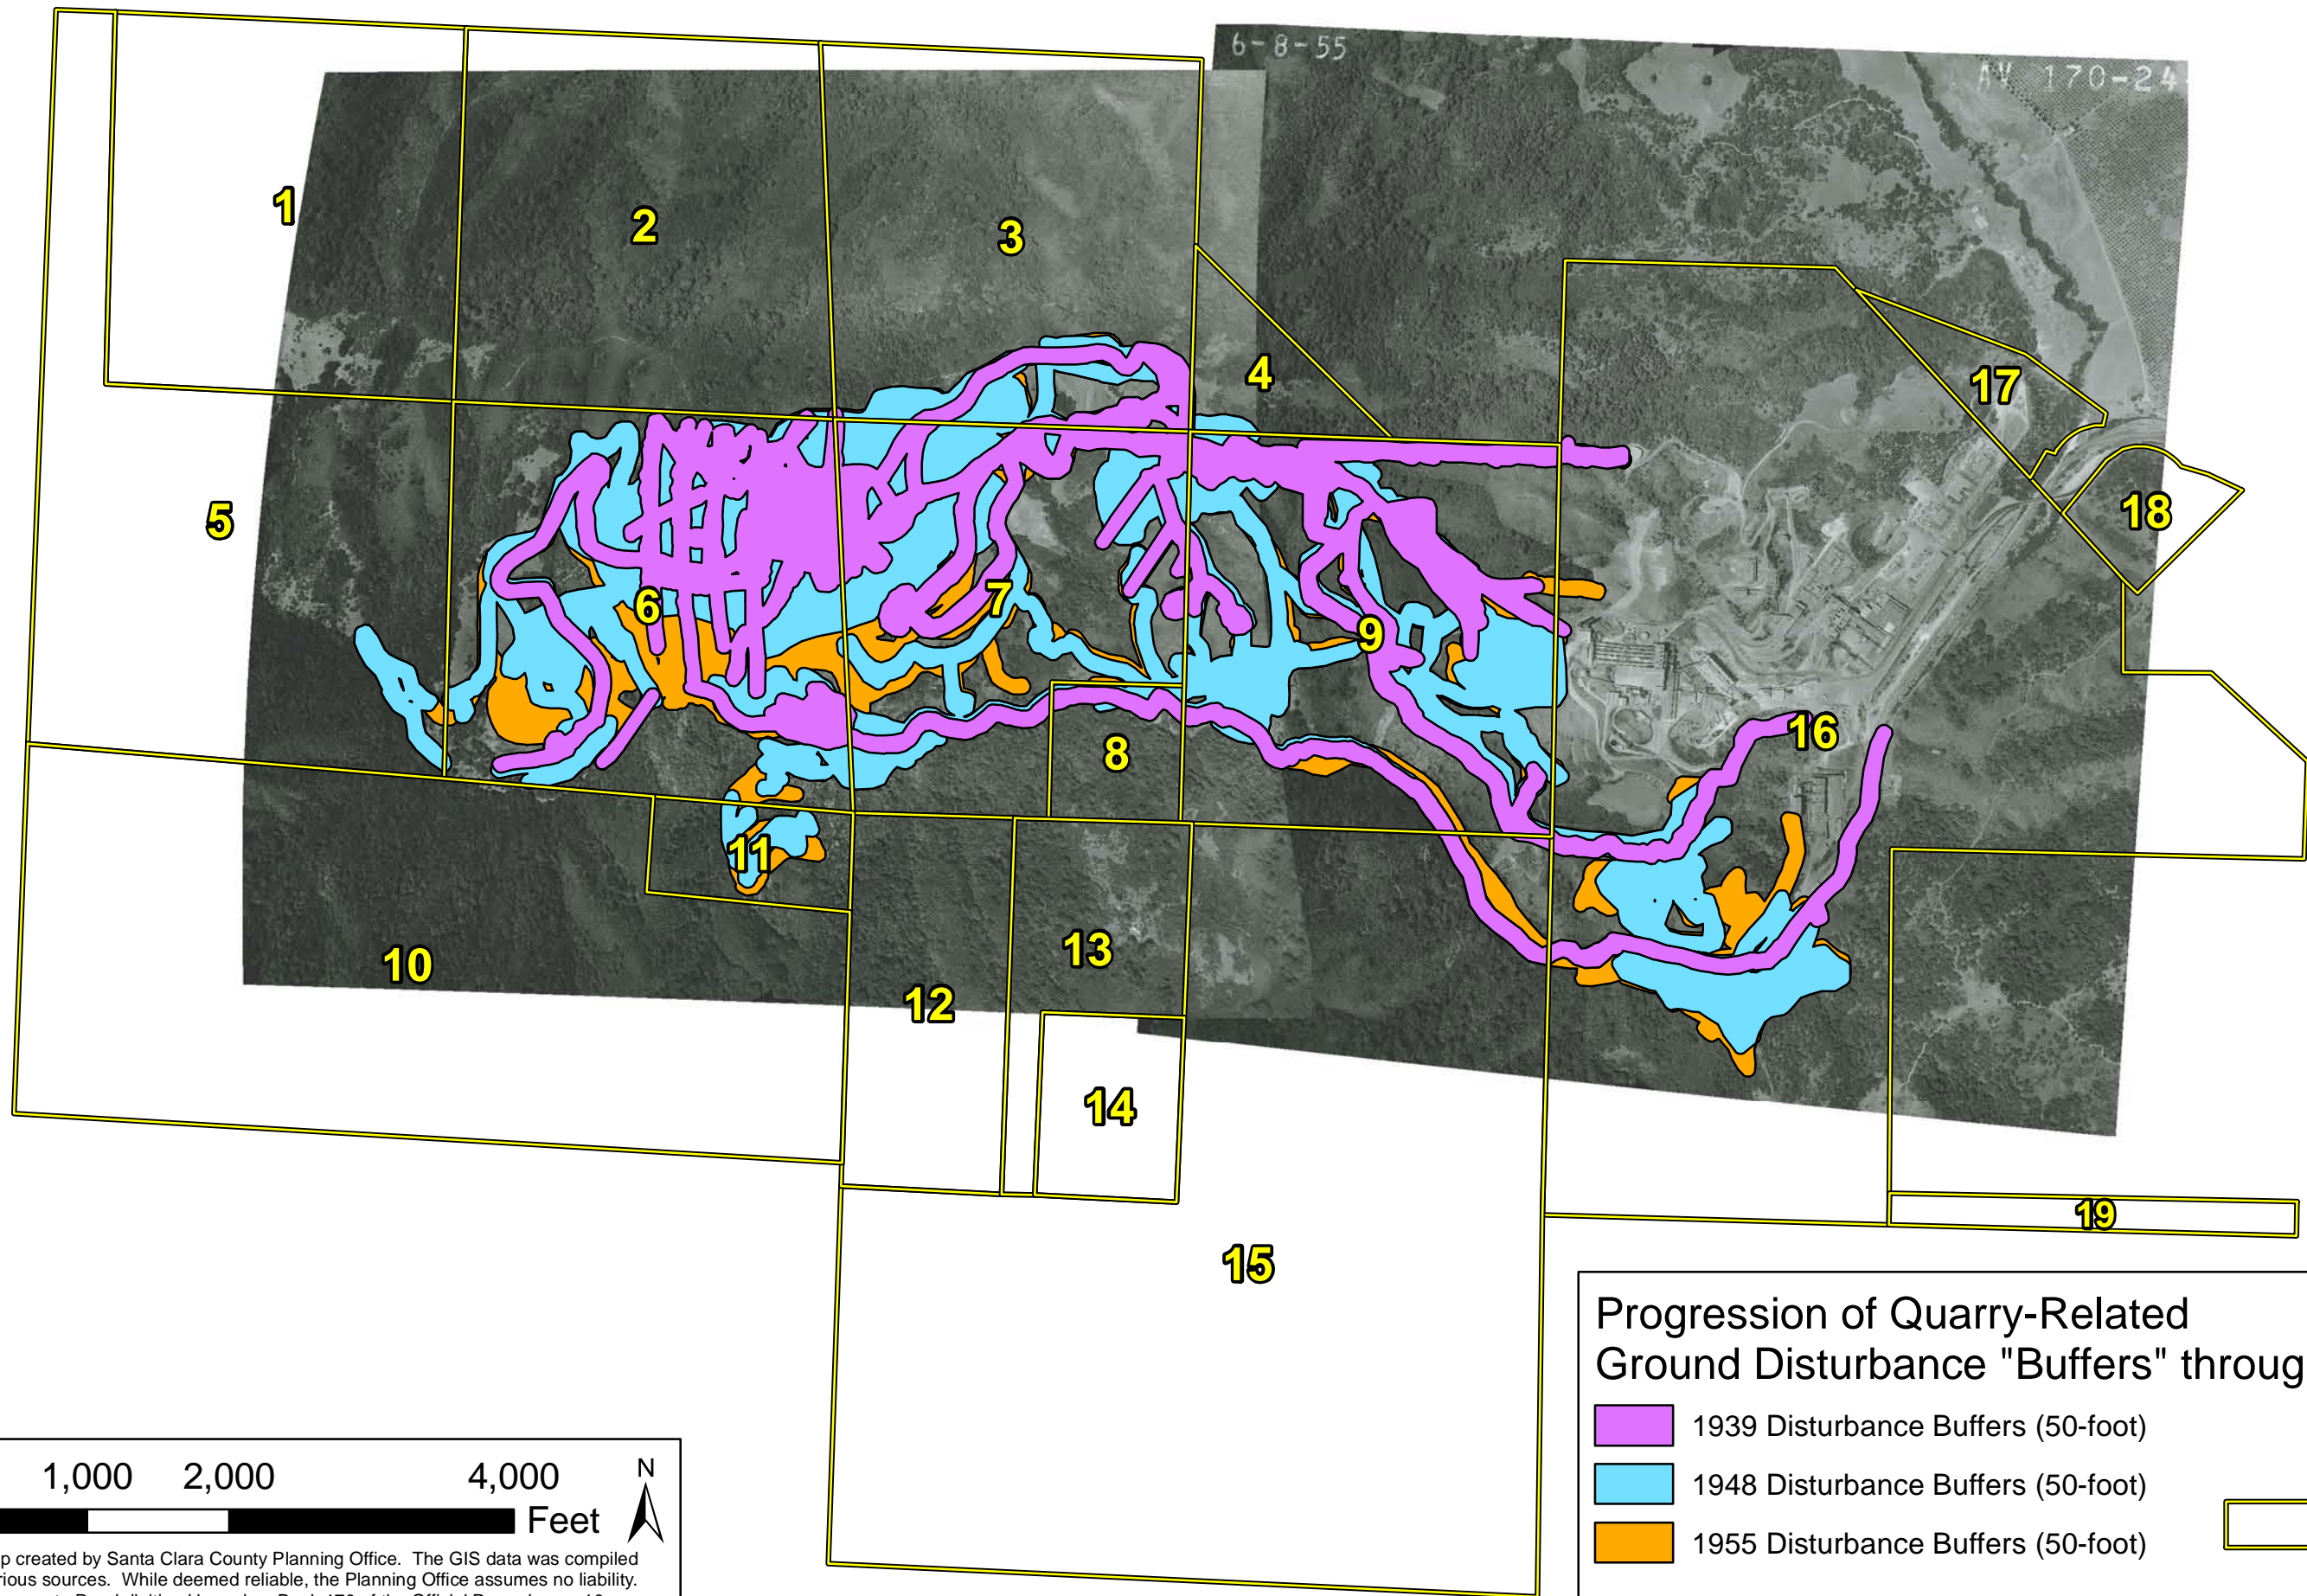 6-8-55
AV 170-24
1
2
3
4
17
5
18
6
7
9
8
16
11
10
13
12
14
15
19
Progression of Quarry-Related
Ground Disturbance "Buffers" throug
1939 Disturbance Buffers (50-foot)
1948 Disturbance Buffers (50-foot)
1955 Disturbance Buffers (50-foot)
1,000 2,000 4,000
N
Feet
p created by Santa Clara County Planning Office. The GIS data was compiled
rious sources. While deemed reliable, the Planning Office assumes no liability.